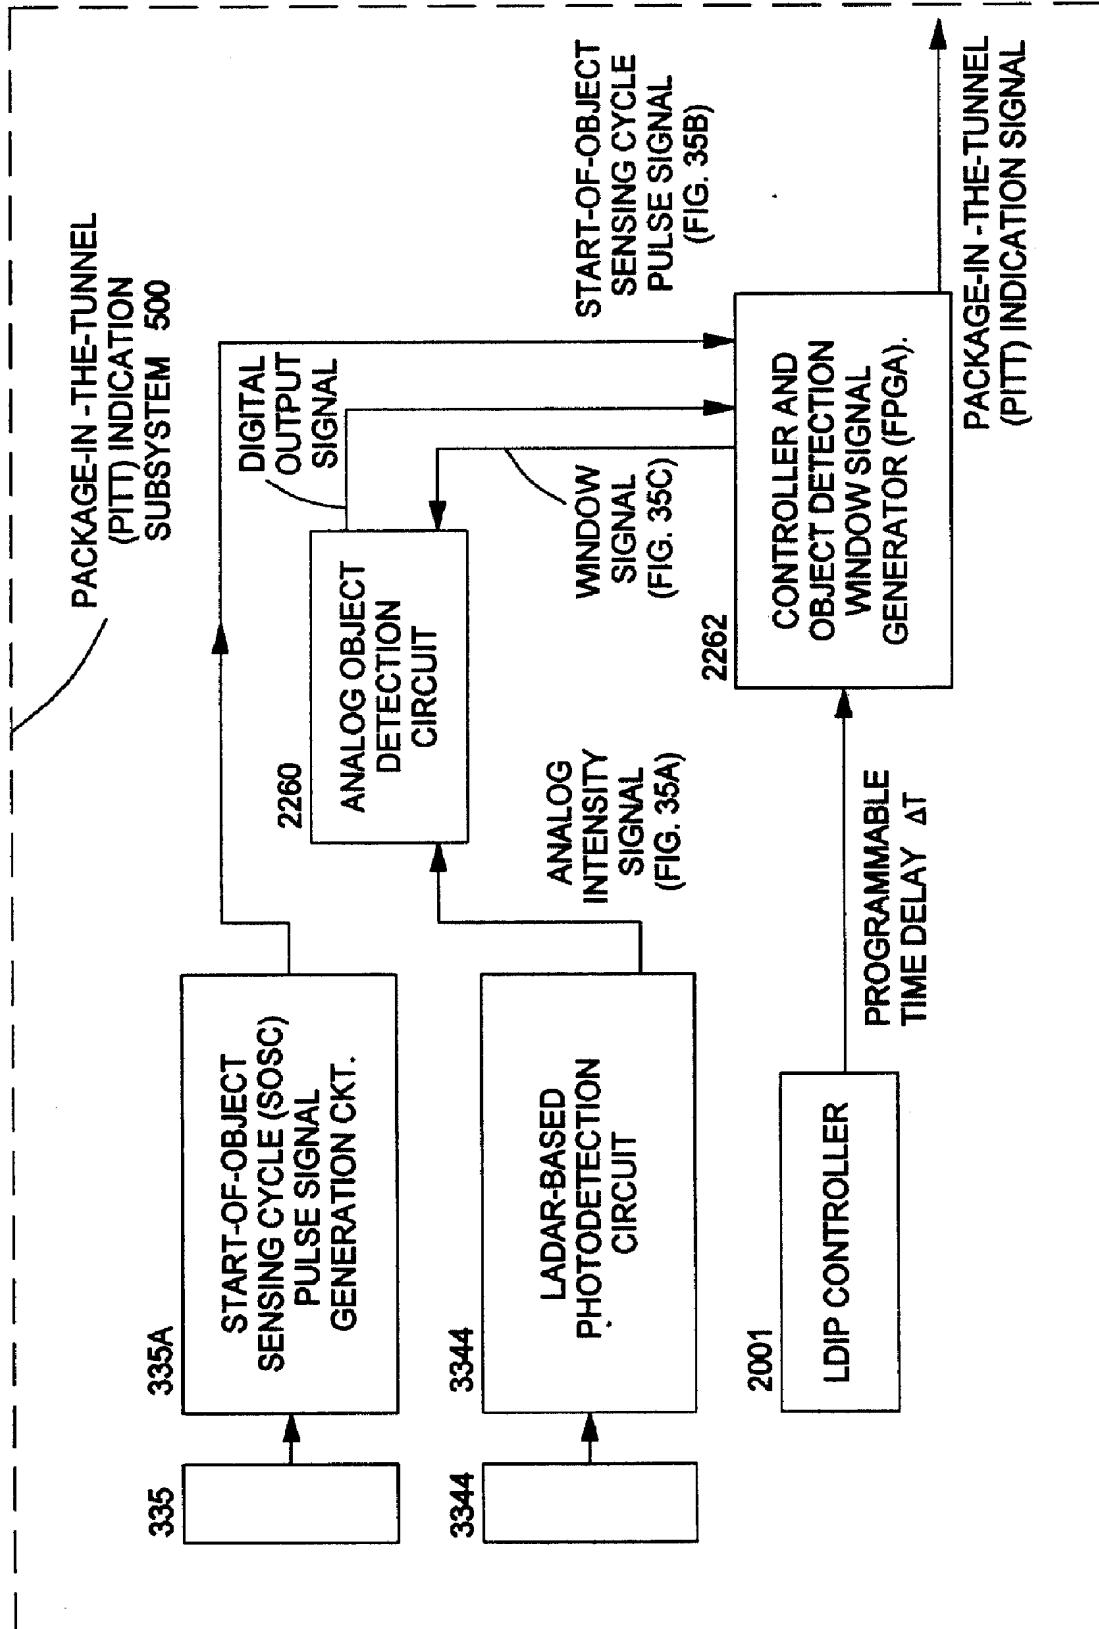 PACKAGE-IN -THE-TUNNEL
(PITT) INDICATION
SUBSYSTEM 500
335
335A
START-OF-OBJECT
SENSING CYCLE (SOSC)
PULSE SIGNAL
GENERATION CKT.
DIGITAL
OUTPUT
SIGNAL
START-OF-OBJECT
SENSING CYCLE
PULSE SIGNAL
(FIG. 35B)
2260
ANALOG OBJECT
DETECTION
CIRCUIT
3344
3344
LADAR-BASED
PHOTODETECTION
CIRCUIT
ANALOG
INTENSITY
SIGNAL
(FIG. 35A)
WINDOW
SIGNAL
(FIG. 35C)
2262
CONTROLLER AND
OBJECT DETECTION
WINDOW SIGNAL
GENERATOR (FPGA).
2001
LDIP CONTROLLER
PROGRAMMABLE
TIME DELAY ΔT
PACKAGE-IN -THE-TUNNEL
(PITT) INDICATION SIGNAL